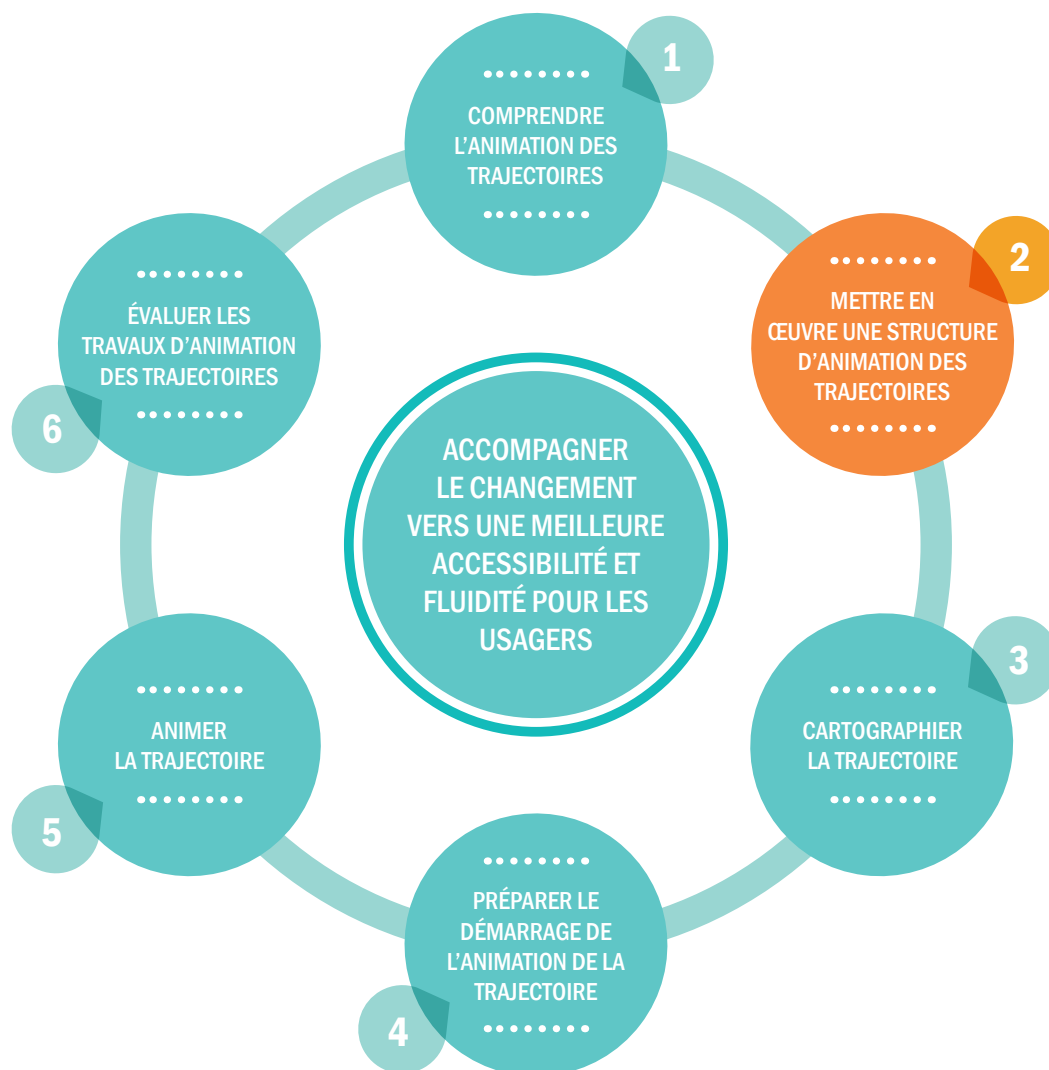 1
COMPRENDRE
L'ANIMATION DES
TRAJECTOIRES
2
METTRE EN
ŒUVRE UNE STRUCTURE
D'ANIMATION DES
TRAJECTOIRES
3
CARTOGRAPHIER
LA TRAJECTOIRE
4
PRÉPARER LE
DÉMARRAGE DE
L'ANIMATION DE LA
TRAJECTOIRE
5
ANIMER
LA TRAJECTOIRE
6
ÉVALUER LES
TRAVAUX D'ANIMATION
DES TRAJECTOIRES
ACCOMPAGNER
LE CHANGEMENT
VERS UNE MEILLEURE
ACCESSIBILITÉ ET
FLUIDITÉ POUR LES
USAGERS